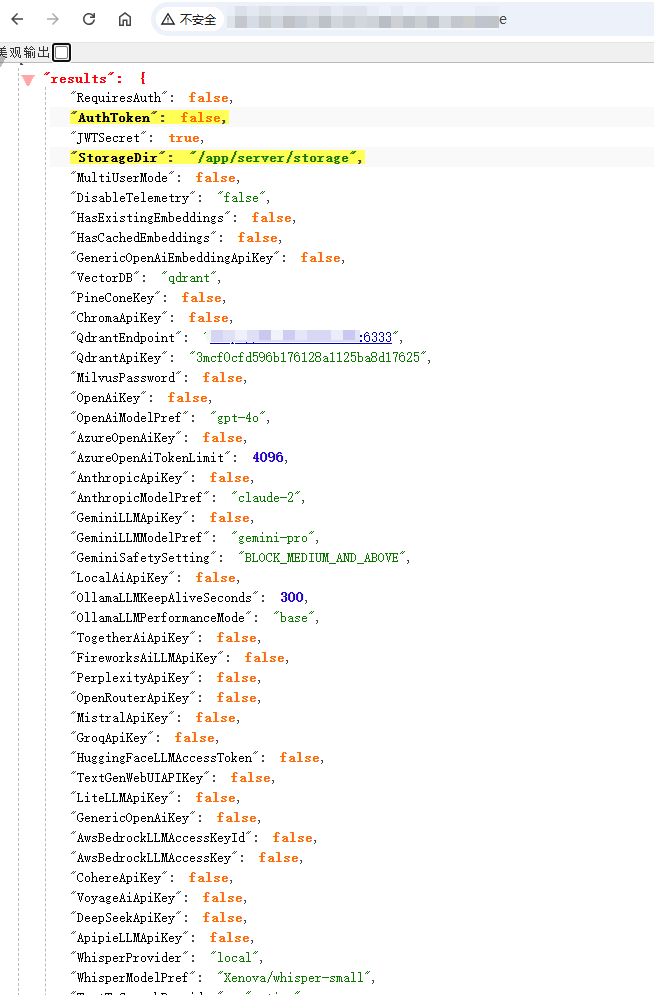 不安全
e
美观输出
"results": {
"RequiresAuth": false,
"AuthToken": false,
"JWTSecret": true,
"StorageDir": "/app/server/storage",
"MultiUserMode": false,
"DisableTelemetry": "false",
"HasExistingEmbeddings": false,
"HasCachedEmbeddings": false,
"GenericOpenAiEmbeddingApiKey": false,
"VectorDB": "qdrant",
"PineConeKey": false,
"ChromaApiKey": false,
"QdrantEndpoint": :6333",
"QdrantApiKey": "3mcf0cfd596b176128a1125ba8d17625",
"MilvusPassword": false,
"OpenAiKey": false,
"OpenAiModelPref": "gpt-4o",
"AzureOpenAiKey": false,
"AzureOpenAiTokenLimit": 4096,
"AnthropicApiKey": false,
"AnthropicModelPref": "claude-2",
"GeminiLLMApiKey": false,
"GeminiLLMModelPref": "gemini-pro",
"GeminiSafetySetting": "BLOCK_MEDIUM_AND_ABOVE",
"LocalAiApiKey": false,
"OllamaLLMKeepAliveSeconds": 300,
"OllamaLLMPerformanceMode": "base",
"TogetherAiApiKey": false,
"FireworksAiLLMApiKey": false,
"PerplexityApiKey": false,
"OpenRouterApiKey": false,
"MistralApiKey": false,
"GroqApiKey": false,
"HuggingFaceLLMAccessToken": false,
"TextGenWebUIAPIKey": false,
"LiteLLMApiKey": false,
"GenericOpenAiKey": false,
"AwsBedrockLLMAccessKeyId": false,
"AwsBedrockLLMAccessKey": false,
"CohereApiKey": false,
"VoyageAiApiKey": false,
"DeepSeekApiKey": false,
"ApipieLLMApiKey": false,
"WhisperProvider": "local",
"WhisperModelPref": "Xenova/whisper-small",